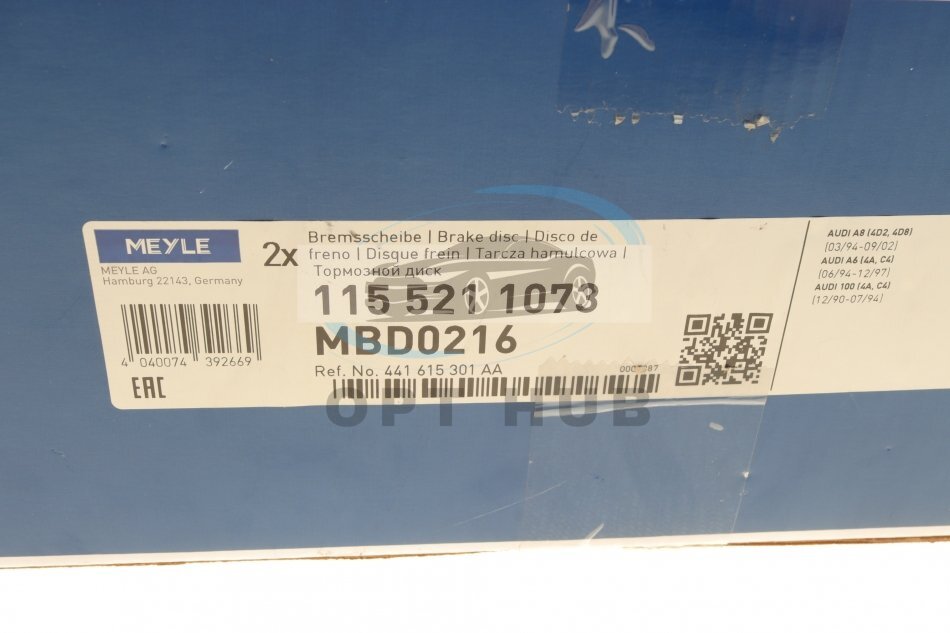 MEYLE
MEYLE AG
Hamburg 22143, Germany
4 040074 392669
EAC
2x
Bremsscheibe | Brake disc | Disco de
freno | Disque frein | Tarcza hamulcowa |
Тормозной диск
115 521 1073
MBD0216
Ref. No. 441 615 301 AA
OPT HUB
AUDI A8 (4D2, 4D8)
(03/94-09/02)
AUDI A6 (4A, C4)
(06/94-12/97)
AUDI 100 (4A, C4)
(12/90-07/94)